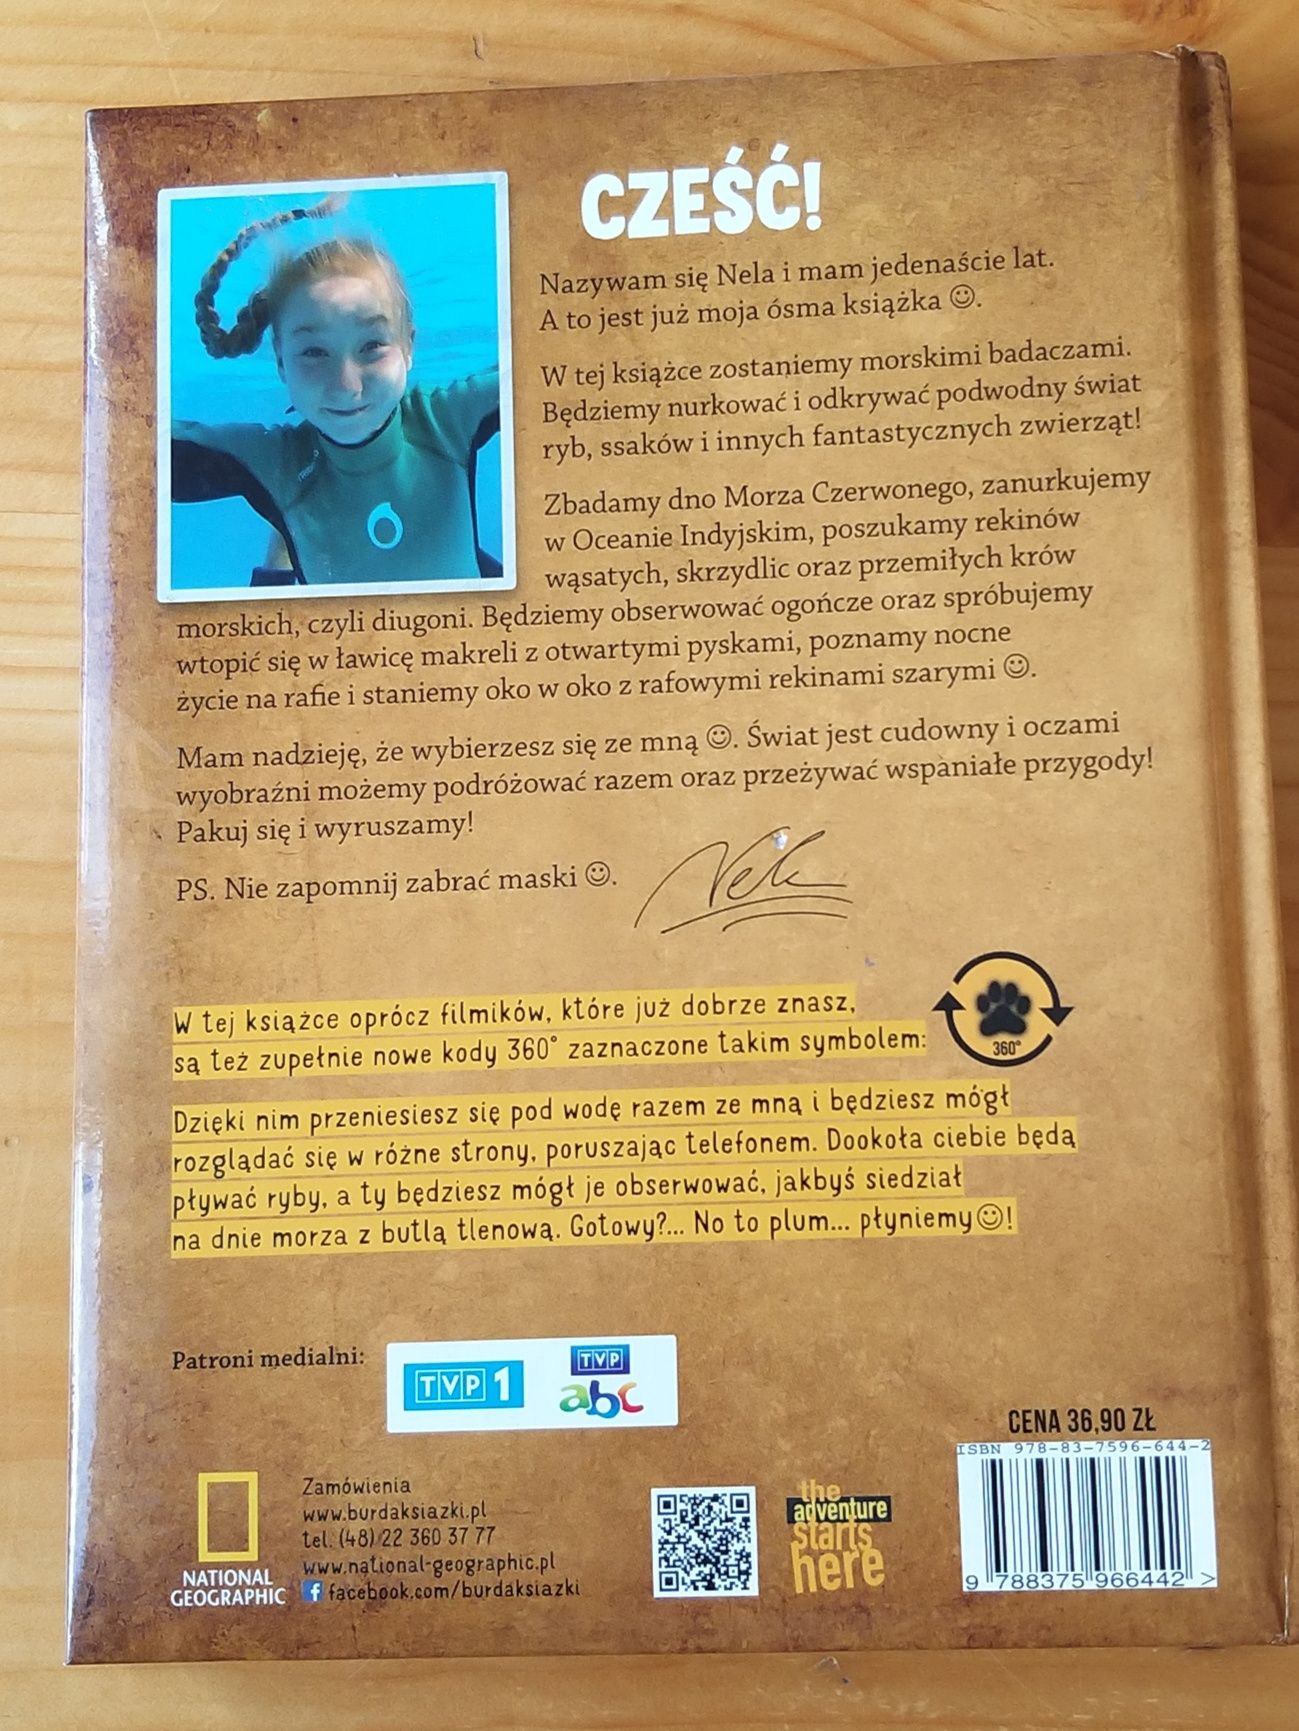 CZEŚĆ!
Nazywam się Nela i mam jedenaście lat.
A to jest już moja ósma książka ☺.
W tej książce zostaniemy morskimi badaczami.
Będziemy nurkować i odkrywać podwodny świat
ryb, ssaków i innych fantastycznych zwierząt!
Zbadamy dno Morza Czerwonego, zanurkujemy
w Oceanie Indyjskim, poszukamy rekinów
wąsatych, skrzydlic oraz przemiłych krów
morskich, czyli diugoni. Będziemy obserwować ogończe oraz spróbujemy
wtopić się w ławicę makreli z otwartymi pyskami, poznamy nocne
życie na rafie i staniemy oko w oko z rafowymi rekinami szarymi ☺.
Mam nadzieję, że wybierzesz się ze mną ☺. Świat jest cudowny i oczami
wyobraźni możemy podróżować razem oraz przeżywać wspaniałe przygody!
Pakuj się i wyruszamy!
PS. Nie zapomnij zabrać maski ☺.
Nela
W tej książce oprócz filmików, które już dobrze znasz,
są też zupełnie nowe kody 360° zaznaczone takim symbolem:
360°
Dzięki nim przeniesiesz się pod wodę razem ze mną i będziesz mógł
rozglądać się w różne strony, poruszając telefonem. Dookoła ciebie będą
pływać ryby, a ty będziesz mógł je obserwować, jakbyś siedział
na dnie morza z butlą tlenową. Gotowy?... No to plum... płyniemy☺!
Patroni medialni:
TVP 1
TVP
abc
NATIONAL
GEOGRAPHIC
Zamówienia
www.burdaksiazki.pl
tel. (48) 22 360 37 77
www.national-geographic.pl
facebook.com/burdaksiazki
the
adventure
starts
here
CENA 36,90 ZŁ
ISBN 978-83-7596-644-2
9 788375 966442 >